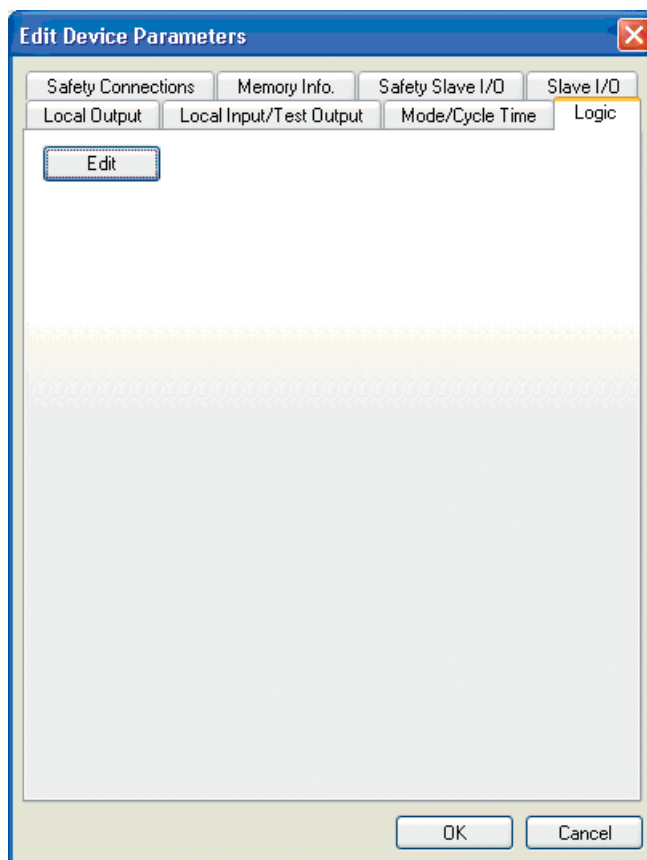 Edit Device Parameters
Safety Connections Memory Info. Safety Slave I/O Slave I/O
Local Output Local Input/Test Output Mode/Cycle Time Logic
Edit
OK Cancel